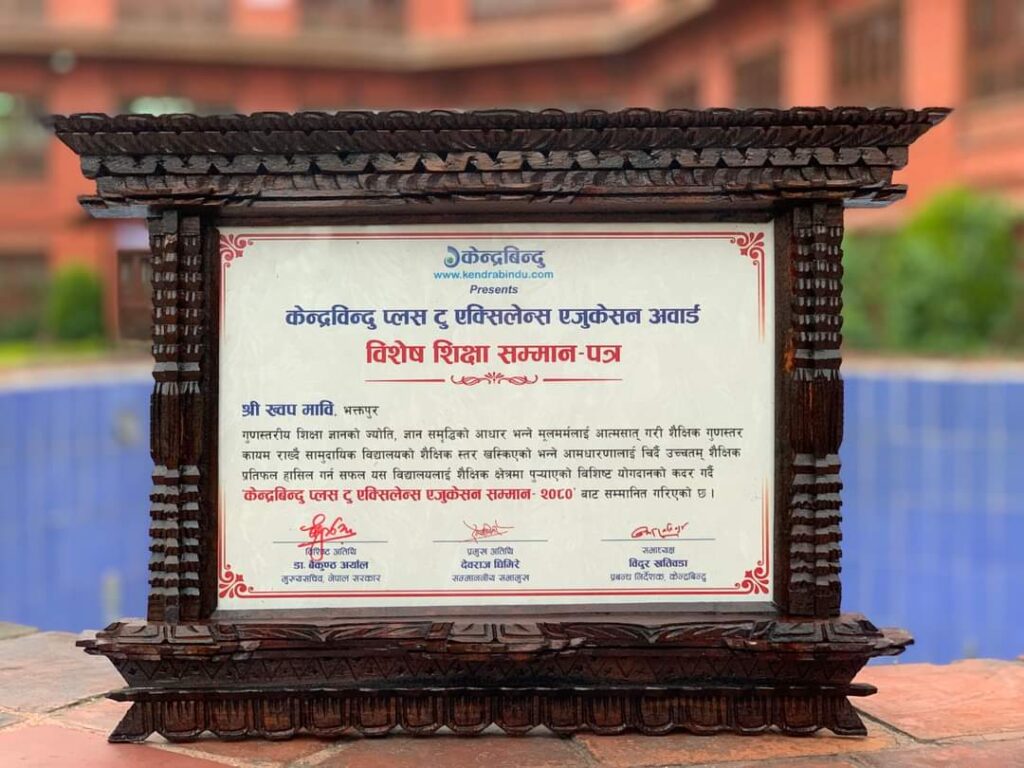 केन्द्रबिन्दु
www.kendrabindu.com
Presents
केन्द्रविन्दु प्लस टु एक्सिलेन्स एजुकेसन अवार्ड
विशेष शिक्षा सम्मान-पत्र
श्री ख्वप मावि, भक्तपुर
गुणस्तरीय शिक्षा ज्ञानको ज्योति, ज्ञान समृद्धिको आधार भन्ने मूलमर्मलाई आत्मसात् गरी शैक्षिक गुणस्तर
कायम राख्दै सामुदायिक विद्यालयको शैक्षिक स्तर खस्किएको भन्ने आमधारणालाई चिर्दै उच्चतम् शैक्षिक
प्रतिफल हासिल गर्न सफल यस विद्यालयलाई शैक्षिक क्षेत्रमा पुर्‍याएको विशिष्ट योगदानको कदर गर्दै
'केन्द्रबिन्दु प्लस टु एक्सिलेन्स एजुकेसन सम्मान- २०८०' बाट सम्मानित गरिएको छ ।
विशिष्ट अतिथि
डा. बैकुण्ठ अर्याल
मुख्यसचिव, नेपाल सरकार
प्रमुख अतिथि
देवराज घिमिरे
सम्माननीय सभामुख
सभाध्यक्ष
विदुर खतिवडा
प्रबन्ध निर्देशक, केन्द्रबिन्दु